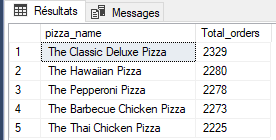 Résultats Messages
pizza_name Total_orders
1 The Classic Deluxe Pizza 2329
2 The Hawaiian Pizza 2280
3 The Pepperoni Pizza 2278
4 The Barbecue Chicken Pizza 2273
5 The Thai Chicken Pizza 2225